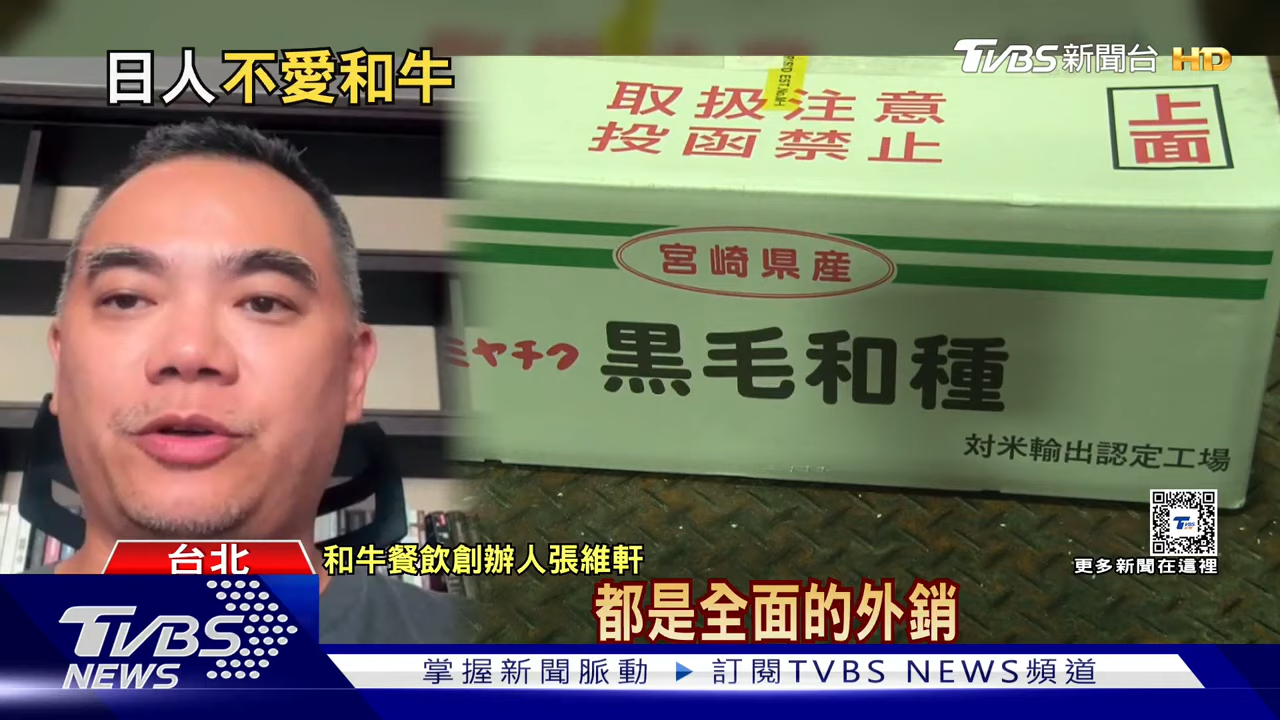 日人不愛和牛
TVBS新聞台 HD
取扱注意
投函禁止
上面
宮崎県産
ミヤチク
黒毛和種
対米輸出認定工場
TVBS
更多新聞在這裡
台北
和牛餐飲創辦人張維軒
都是全面的外銷
TVBS
NEWS
掌握新聞脈動 ▶ 訂閱TVBS NEWS頻道